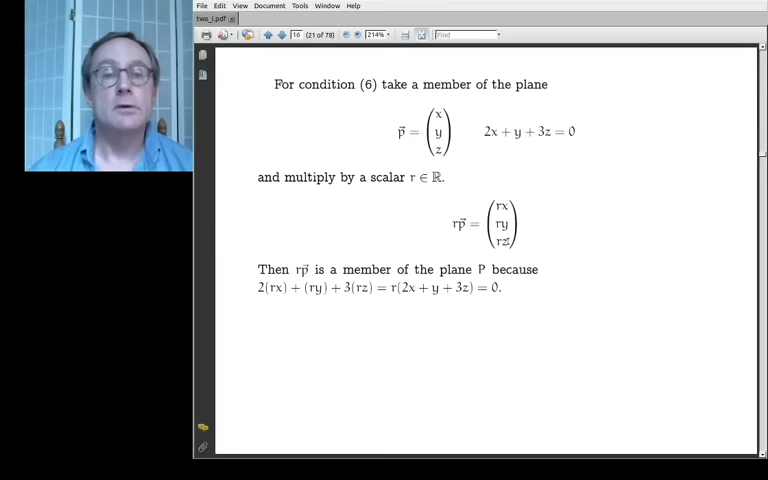 File Edit View Document Tools Window Help
two_i.pdf
16 (21 of 78) 214% Find
For condition (6) take a member of the plane
p⃗ = (x y z) 2x + y + 3z = 0
and multiply by a scalar r ∈ ℝ.
rp⃗ = (rx ry rz)
Then rp⃗ is a member of the plane P because
2(rx) + (ry) + 3(rz) = r(2x + y + 3z) = 0.